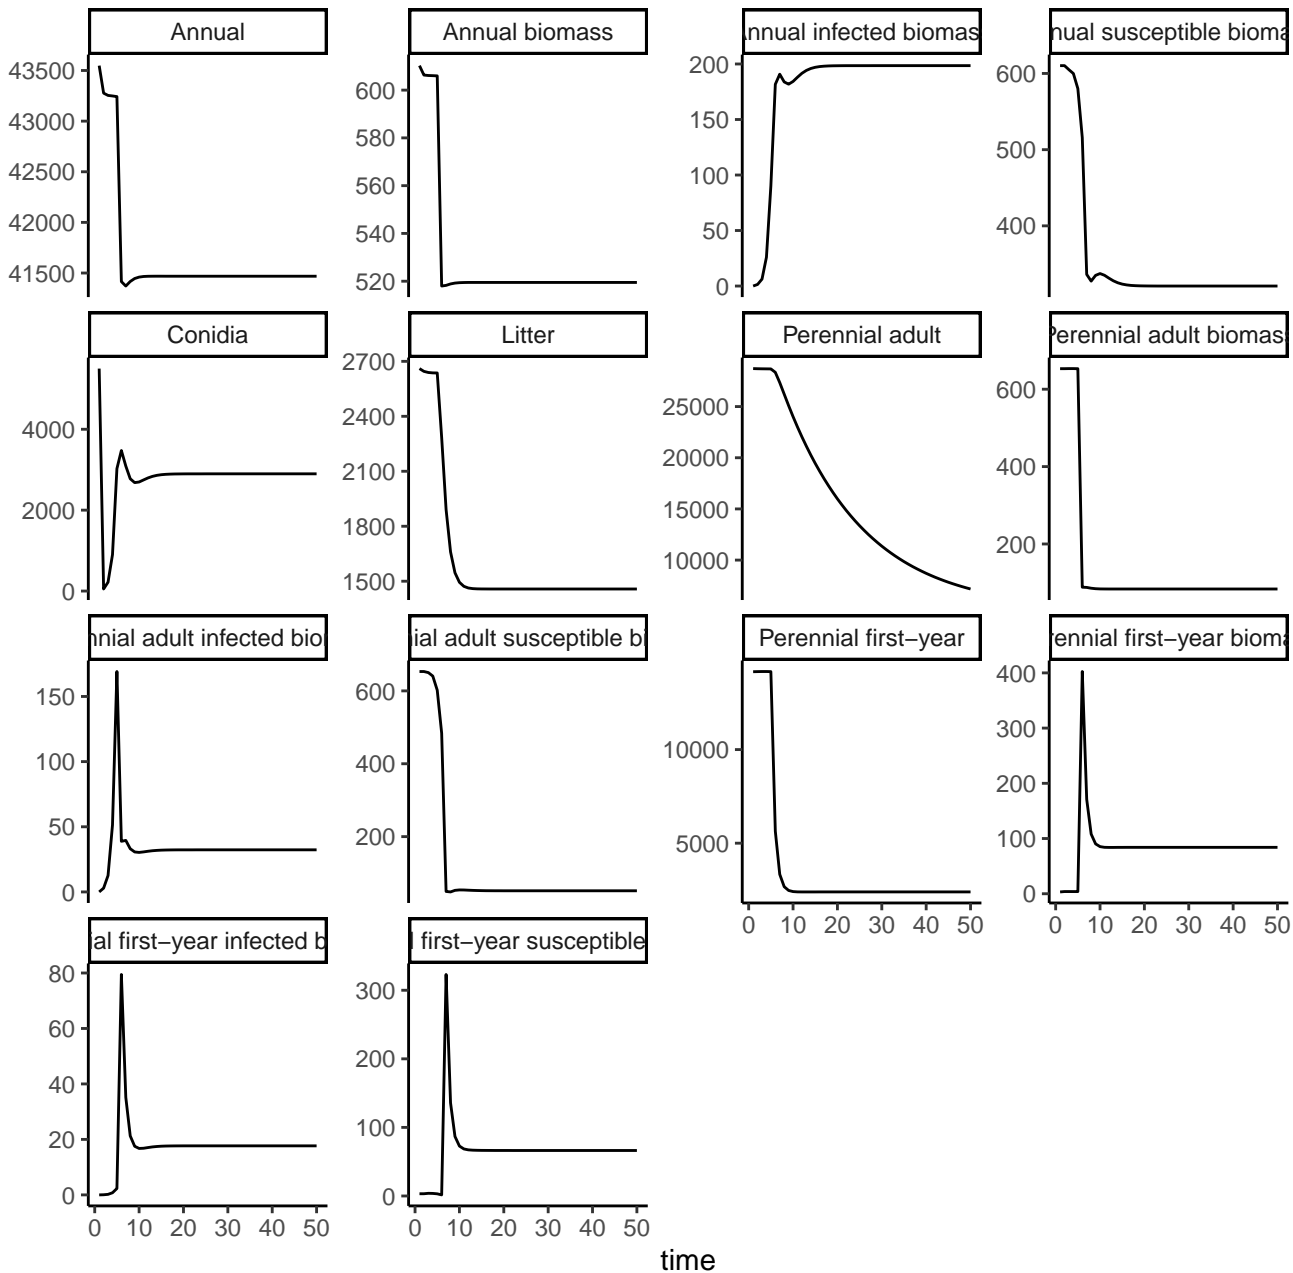 Annual
Annual biomass
Annual infected biomas
nual susceptible bioma
43500
43000
42500
42000
41500
600
580
560
540
520
200
150
100
50
0
600
500
400
Conidia
Litter
Perennial adult
Perennial adult biomas
4000
2000
0
2700
2400
2100
1800
1500
25000
20000
15000
10000
600
400
200
nnial adult infected bio
ial adult susceptible bi
Perennial first−year
rennial first−year bioma
150
100
50
0
600
400
200
10000
5000
400
300
200
100
0
0 10 20 30 40 50
0 10 20 30 40 50
ial first−year infected b
first−year susceptible
80
60
40
20
0
300
200
100
0
0 10 20 30 40 50
0 10 20 30 40 50
time